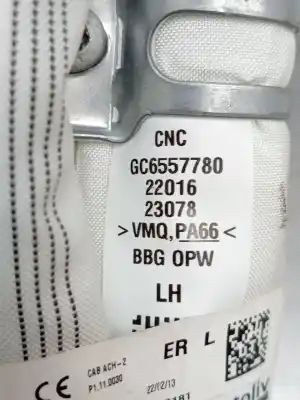 CNC
GC6557780
22016
23078
>VMQ,PA66<
BBG OPW
LH
ER L
CE
CAB ACH-2
P1.11.0030
22/12/13